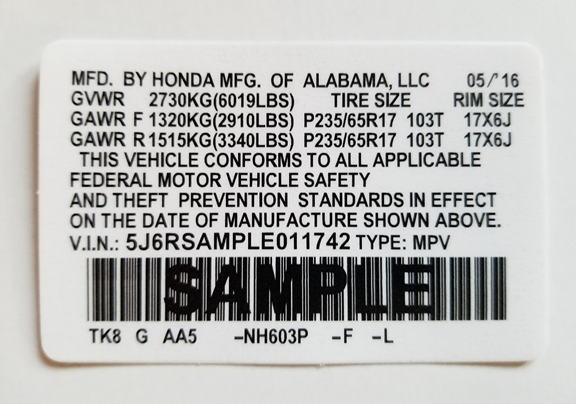 MFD. BY HONDA MFG. OF ALABAMA, LLC 05/'16
GVWR 2730KG(6019LBS) TIRE SIZE RIM SIZE
GAWR F 1320KG(2910LBS) P235/65R17 103T 17X6J
GAWR R 1515KG(3340LBS) P235/65R17 103T 17X6J
THIS VEHICLE CONFORMS TO ALL APPLICABLE
FEDERAL MOTOR VEHICLE SAFETY
AND THEFT PREVENTION STANDARDS IN EFFECT
ON THE DATE OF MANUFACTURE SHOWN ABOVE.
V.I.N.: 5J6RSAMPLE011742 TYPE: MPV
SAMPLE
TK8 G AA5 -NH603P -F -L